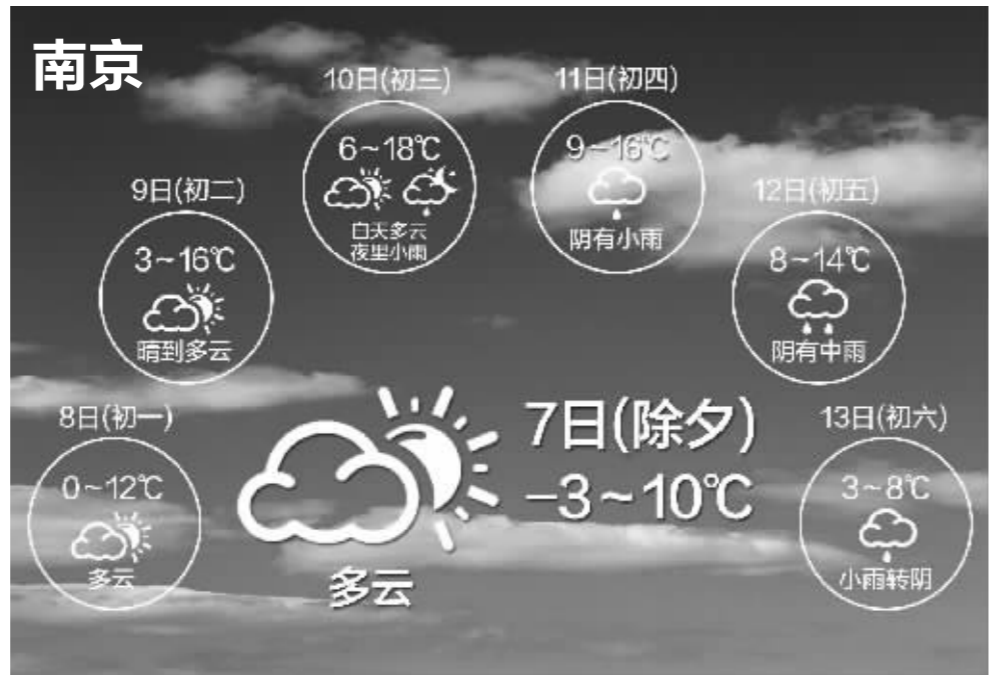 南京
7日(除夕)
-3~10℃
多云
8日(初一)
0~12℃
多云
9日(初二)
3~16℃
晴到多云
10日(初三)
6~18℃
白天多云
夜里小雨
11日(初四)
9~16℃
阴有小雨
12日(初五)
8~14℃
阴有中雨
13日(初六)
3~8℃
小雨转阴